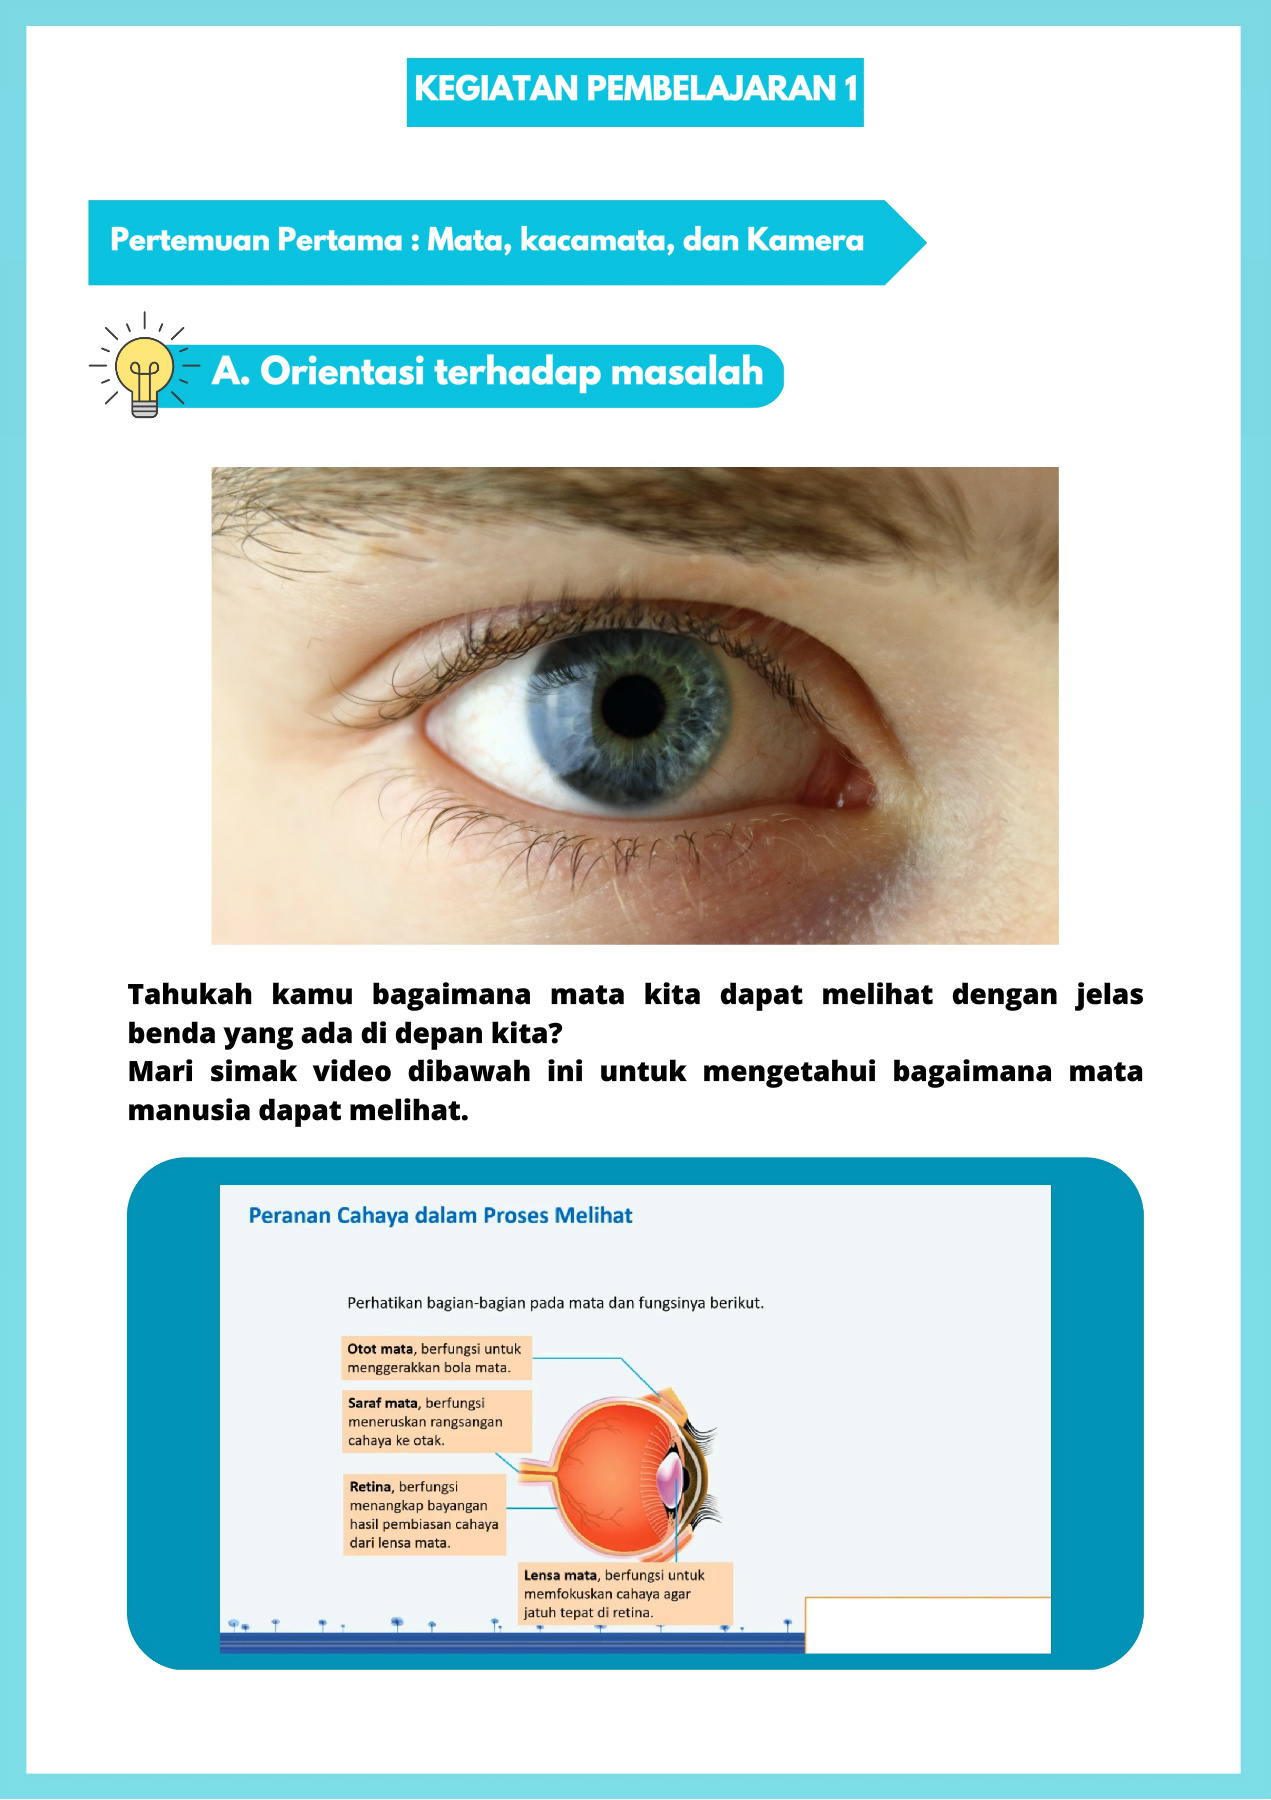 KEGIATAN PEMBELAJARAN 1
Pertemuan Pertama : Mata, kacamata, dan Kamera
A. Orientasi terhadap masalah
Tahukah kamu bagaimana mata kita dapat melihat dengan jelas
benda yang ada di depan kita?
Mari simak video dibawah ini untuk mengetahui bagaimana mata
manusia dapat melihat.
Peranan Cahaya dalam Proses Melihat
Perhatikan bagian-bagian pada mata dan fungsinya berikut.
Otot mata, berfungsi untuk
menggerakkan bola mata.
Saraf mata, berfungsi
meneruskan rangsangan
cahaya ke otak.
Retina, berfungsi
menangkap bayangan
hasil pembiasan cahaya
dari lensa mata.
Lensa mata, berfungsi untuk
memfokuskan cahaya agar
jatuh tepat di retina.